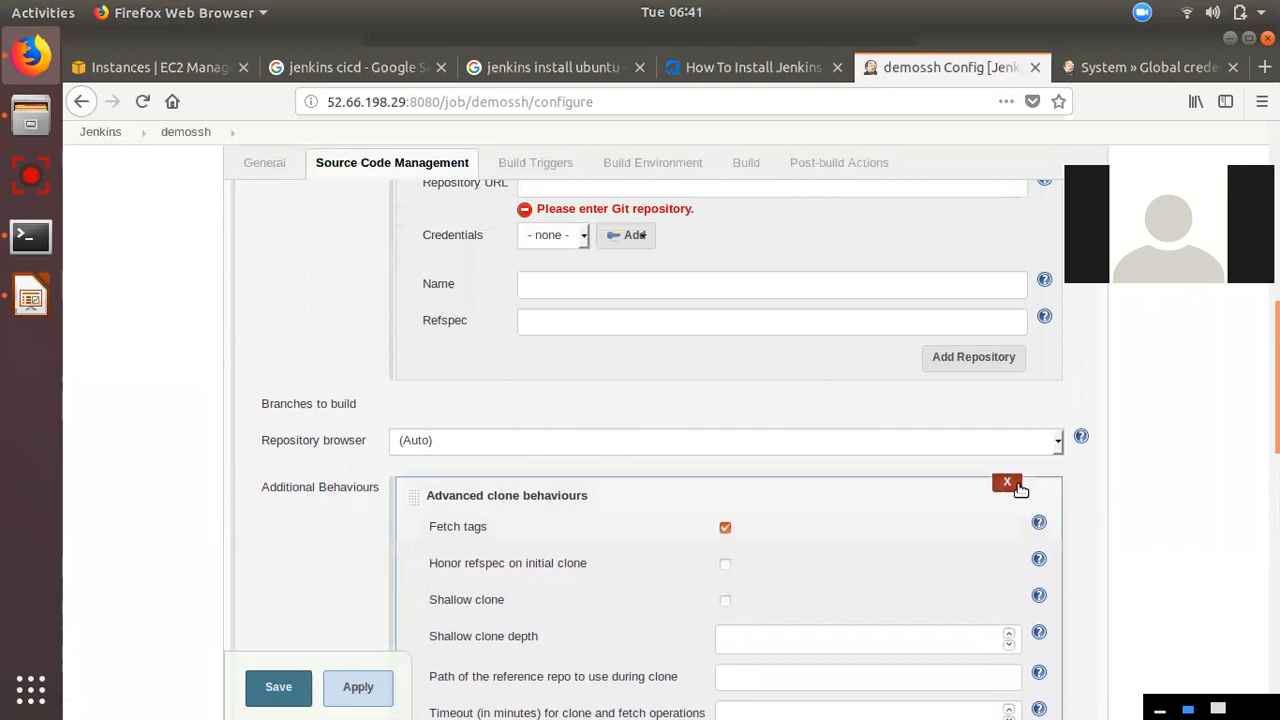 Activities Firefox Web Browser Tue 06:41
Instances | EC2 Manag jenkins cicd - Google S jenkins install ubuntu - How To Install Jenkins demossh Config [Jenk System » Global crede
52.66.198.29:8080/job/demossh/configure
Jenkins demossh
General Source Code Management Build Triggers Build Environment Build Post-build Actions
Repository URL
Please enter Git repository.
Credentials - none - Add
Name
Refspec
Add Repository
Branches to build
Repository browser (Auto)
Additional Behaviours
X
Advanced clone behaviours
Fetch tags
Honor refspec on initial clone
Shallow clone
Shallow clone depth
Path of the reference repo to use during clone
Save Apply
Timeout (in minutes) for clone and fetch operations